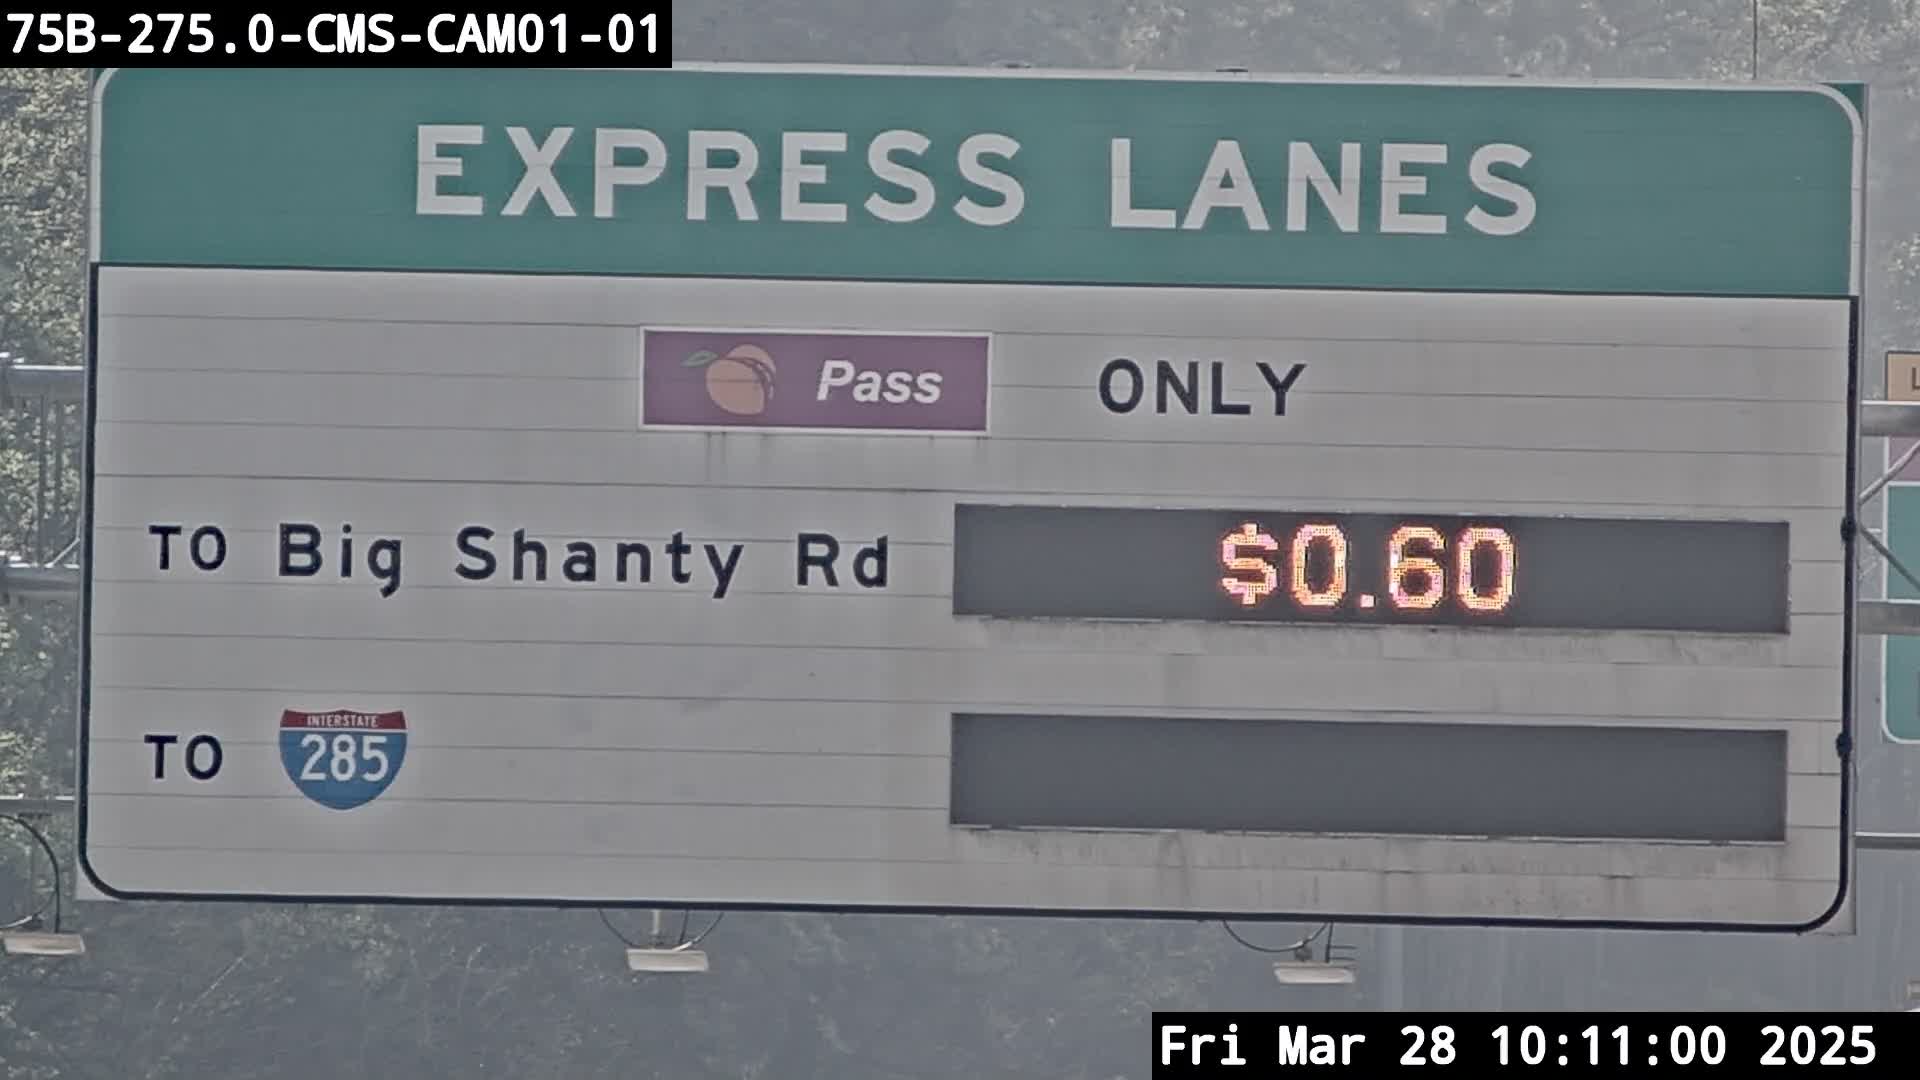 75B-275.0-CMS-CAM01-01
EXPRESS LANES
Pass ONLY
TO Big Shanty Rd $0.60
INTERSTATE
TO 285
Fri Mar 28 10:11:00 2025